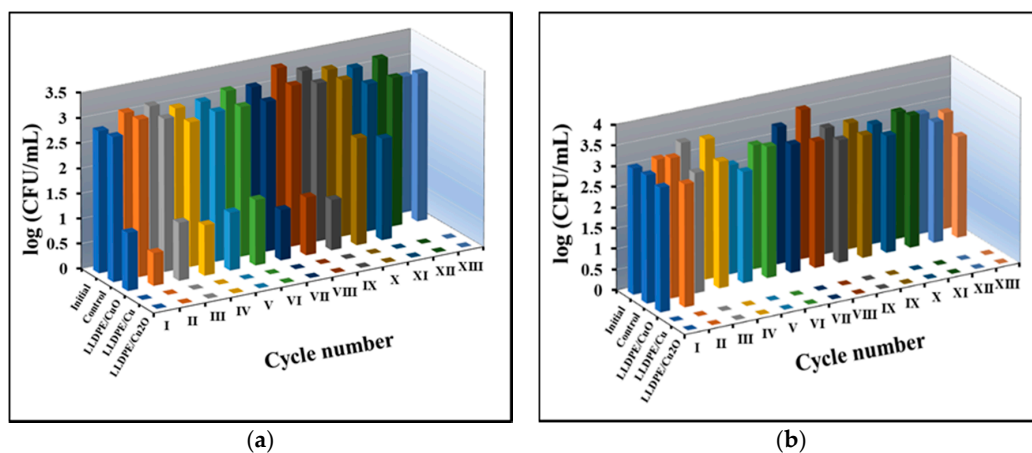 3.5
3
2.5
2
1.5
1
0.5
0
log (CFU/mL)
Initial
Control
LLDPE/CuO
LLDPE/Cu
LLDPE/Cu2O
I II III IV V VI VII VIII IX X XI XII XIII
Cycle number
(a)
4
3.5
3
2.5
2
1.5
1
0.5
0
log (CFU/mL)
Initial
Control
LLDPE/CuO
LLDPE/Cu
LLDPE/Cu2O
I II III IV V VI VII VIII IX IX X XI XII XIII
Cycle number
(b)